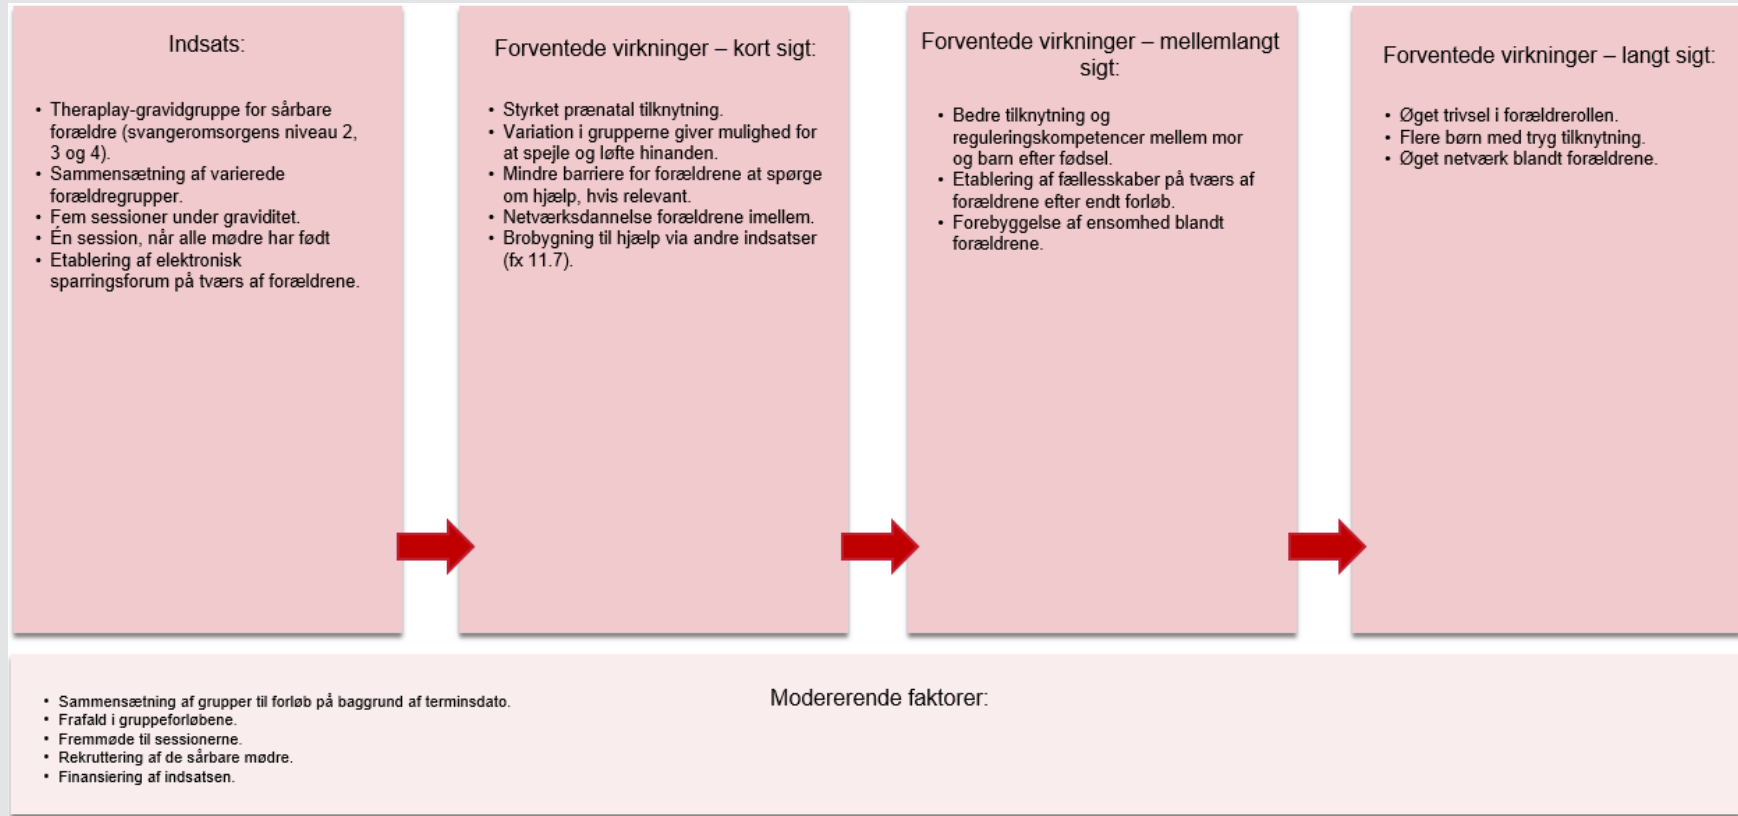 Indsats:
• Theraplay-gravidgruppe for sårbare
forældre (svangeromsorgens niveau 2,
3 og 4).
• Sammensætning af varierede
forældregrupper.
• Fem sessioner under graviditet.
• Én session, når alle mødre har født
• Etablering af elektronisk
sparringsforum på tværs af forældrene.
Forventede virkninger – kort sigt:
• Styrket prænatal tilknytning.
• Variation i grupperne giver mulighed for
at spejle og løfte hinanden.
• Mindre barriere for forældrene at spørge
om hjælp, hvis relevant.
• Netværksdannelse forældrene imellem.
• Brobygning til hjælp via andre indsatser
(fx 11.7).
Forventede virkninger – mellemlangt
sigt:
• Bedre tilknytning og
reguleringskompetencer mellem mor
og barn efter fødsel.
• Etablering af fællesskaber på tværs af
forældrene efter endt forløb.
• Forebyggelse af ensomhed blandt
forældrene.
Forventede virkninger – langt sigt:
• Øget trivsel i forældrerollen.
• Flere børn med tryg tilknytning.
• Øget netværk blandt forældrene.
Modererende faktorer:
• Sammensætning af grupper til forløb på baggrund af terminsdato.
• Frafald i gruppeforløbene.
• Fremmøde til sessionerne.
• Rekruttering af de sårbare mødre.
• Finansiering af indsatsen.